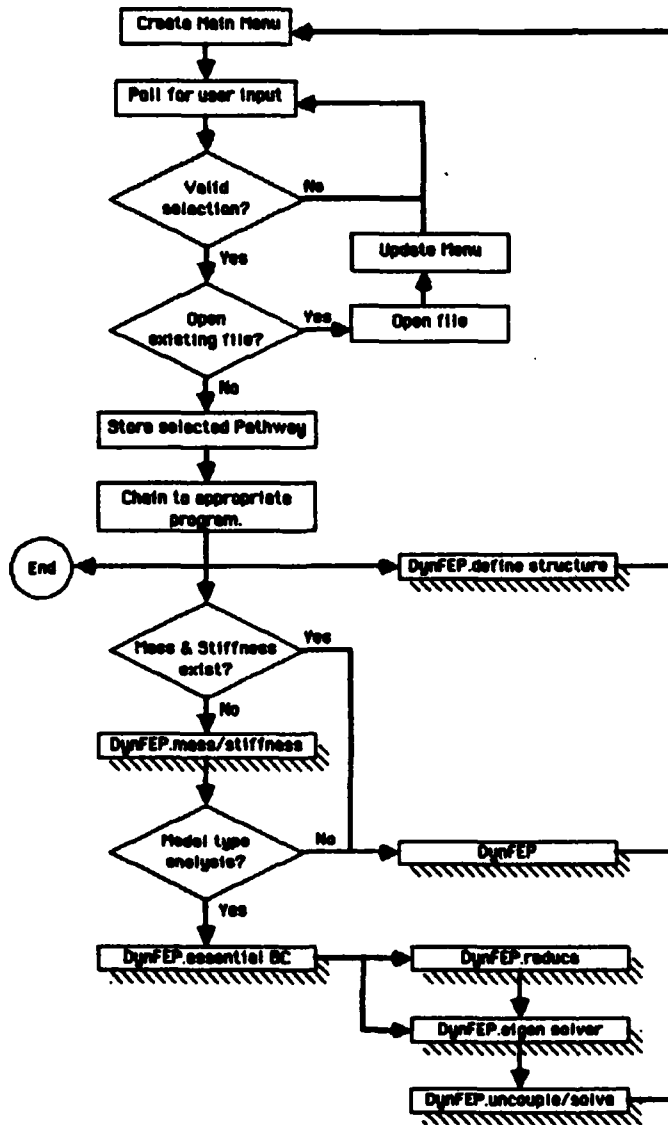 Create Main Menu
Poll for user input
Valid
selection?
No
Yes
Update Menu
Open
existing file?
Yes
Open file
No
Store selected Pathway
Chain to appropriate
program.
End
DynFEP.define structure
Mass & Stiffness
exist?
Yes
No
DynFEP.mass/stiffness
Modal type
analysis?
No
DynFEP
Yes
DynFEP.essential BC
DynFEP.reduce
DynFEP.eigen solver
DynFEP.uncouple/solve